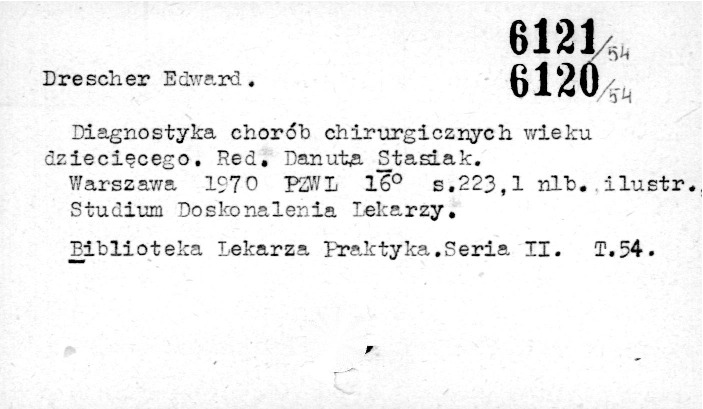 6121/54
Drescher Edward.
6120/54
Diagnostyka chorób chirurgicznych wieku
dziecięcego. Red. Danuta Stasiak.
Warszawa 1970 PZWL 16° s.223,1 nlb. ilustr.,
Studium Doskonalenia Lekarzy.
Biblioteka Lekarza Praktyka.Seria II. T.54.